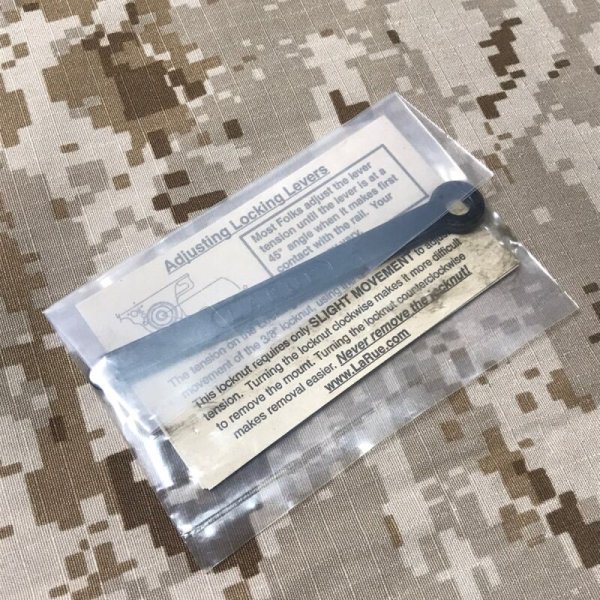 Adjusting Locking Levers
Most Folks adjust the lever
tension until the lever is at a
45° angle when it makes first
contact with the rail. Your
vary
The tension on the
movement of the 3/8" locknut, using
This locknut requires only SLIGHT MOVEMENT to adjust
tension. Turning the locknut clockwise makes it more difficult
to remove the mount. Turning the locknut counterclockwise
makes removal easier. Never remove the locknut!
www.LaRue.com